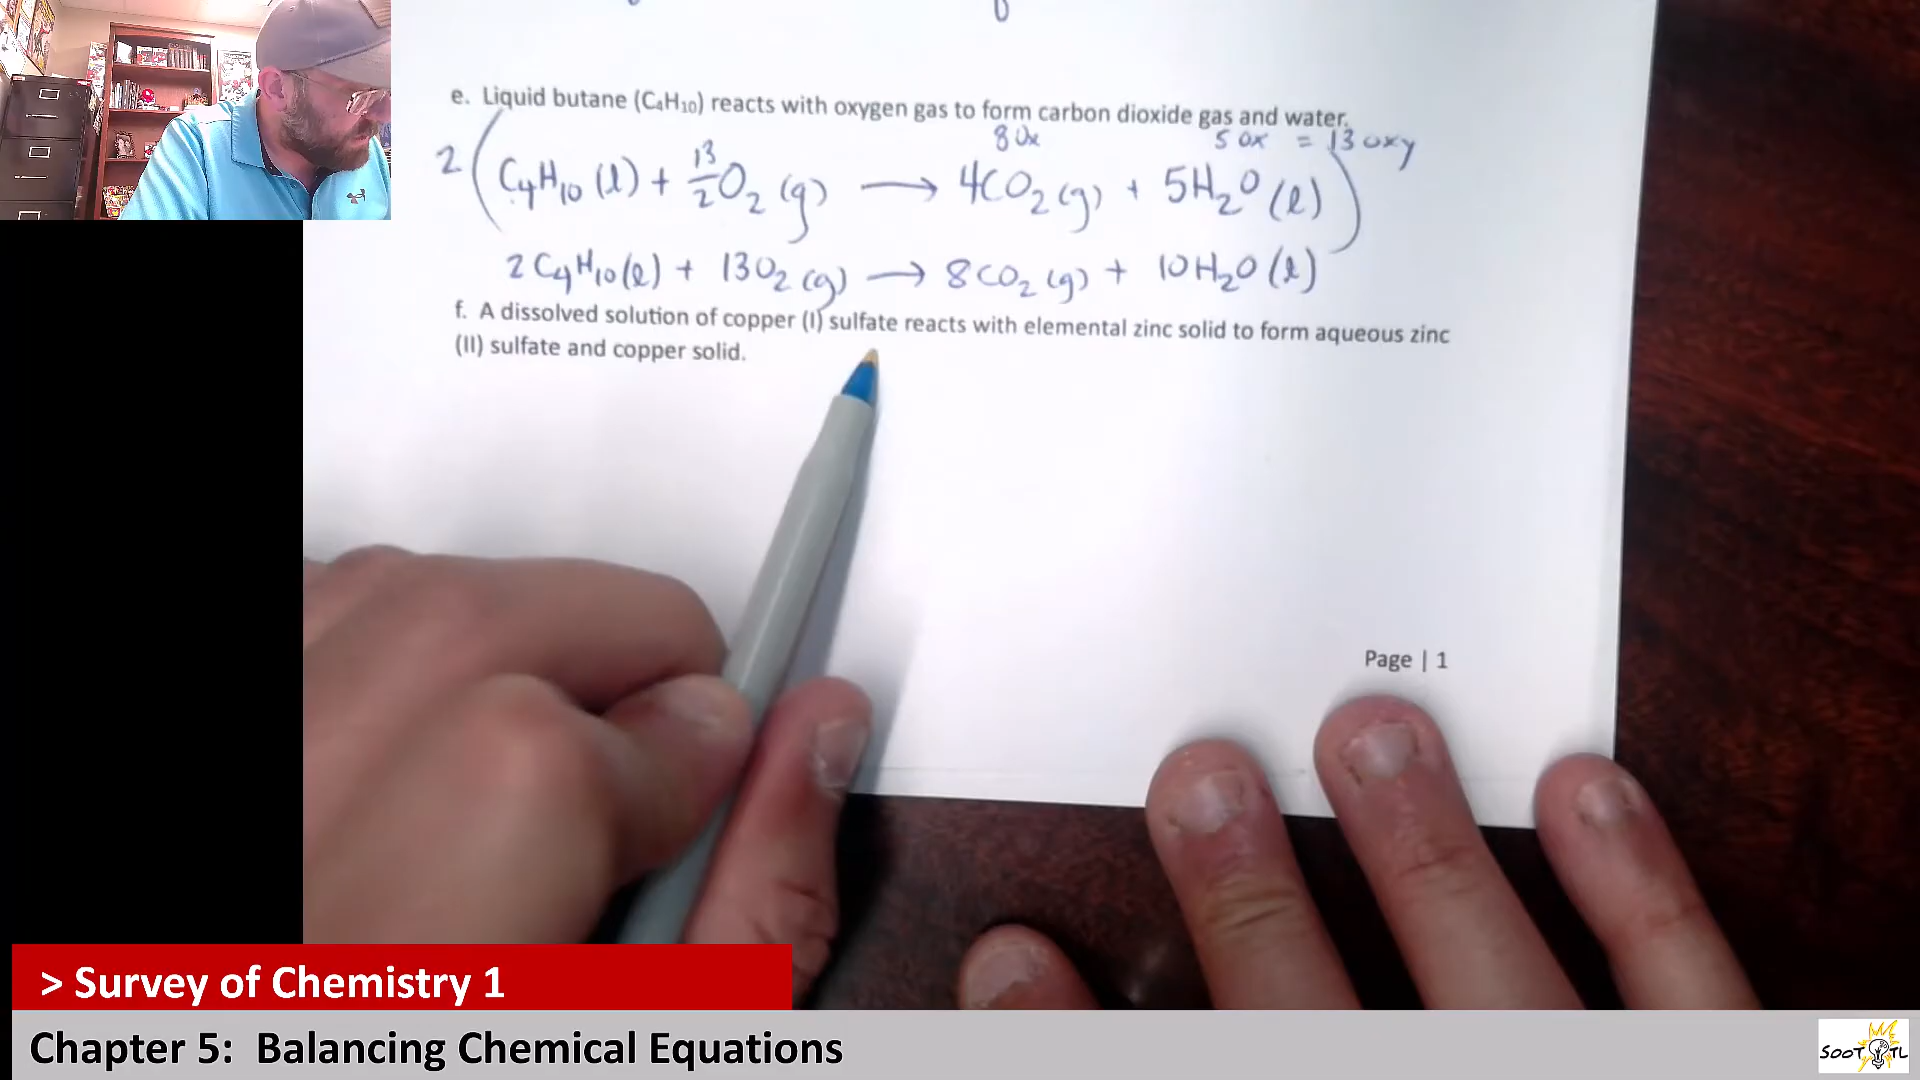 e. Liquid butane (C₄H₁₀) reacts with oxygen gas to form carbon dioxide gas and water.
8 Ox 5 Ox = 13 oxy
2 ( C₄H₁₀ (l) + 13/2 O₂ (g) → 4CO₂ (g) + 5H₂O (l) )
2 C₄H₁₀ (l) + 13O₂ (g) → 8CO₂ (g) + 10H₂O (l)
f. A dissolved solution of copper (I) sulfate reacts with elemental zinc solid to form aqueous zinc
(II) sulfate and copper solid.
Page | 1
> Survey of Chemistry 1
Chapter 5: Balancing Chemical Equations
SOOT TL